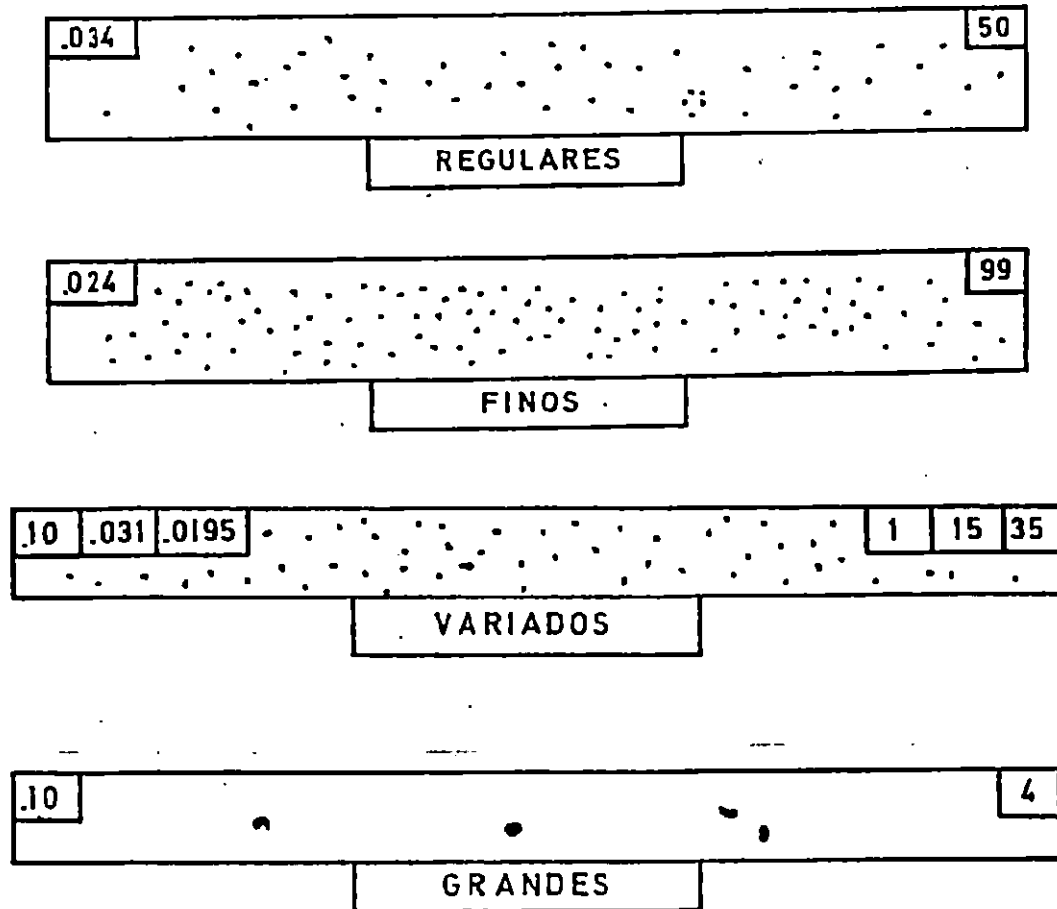 .034 50
REGULARES
.024 99
FINOS
.10 .031 .0195 1 15 35
VARIADOS
.10 4
GRANDES